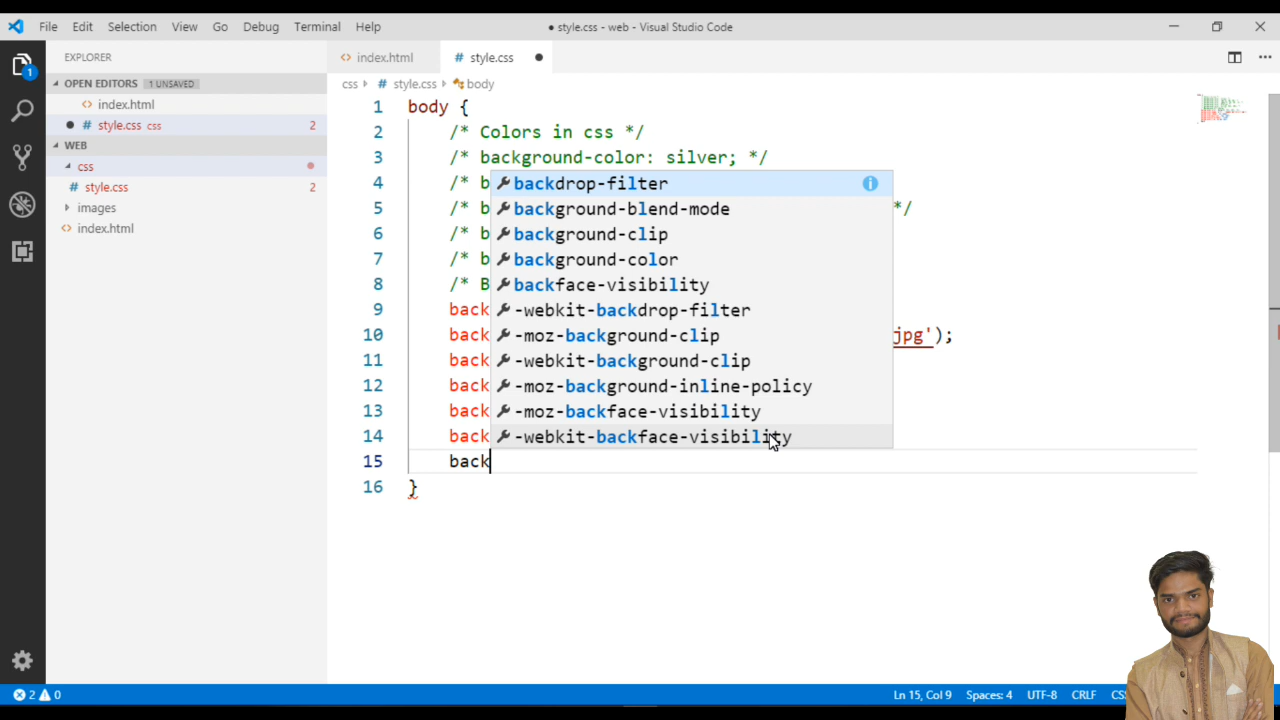 File Edit Selection View Go Debug Terminal Help
● style.css - web - Visual Studio Code
EXPLORER
OPEN EDITORS 1 UNSAVED
index.html
style.css css 2
WEB
css
style.css 2
images
index.html
1
index.html
# style.css
css # style.css body
1 body {
2 /* Colors in css */
3 /* background-color: silver; */
4 /* b
5 /* b */
6 /* b
7 /* b
8 /* B
9 back
10 back jpg');
11 back
12 back
13 back
14 back
15 back
16 }
backdrop-filter
background-blend-mode
background-clip
background-color
backface-visibility
-webkit-backdrop-filter
-moz-background-clip
-webkit-background-clip
-moz-background-inline-policy
-moz-backface-visibility
-webkit-backface-visibility
2 0
Ln 15, Col 9 Spaces: 4 UTF-8 CRLF CSS